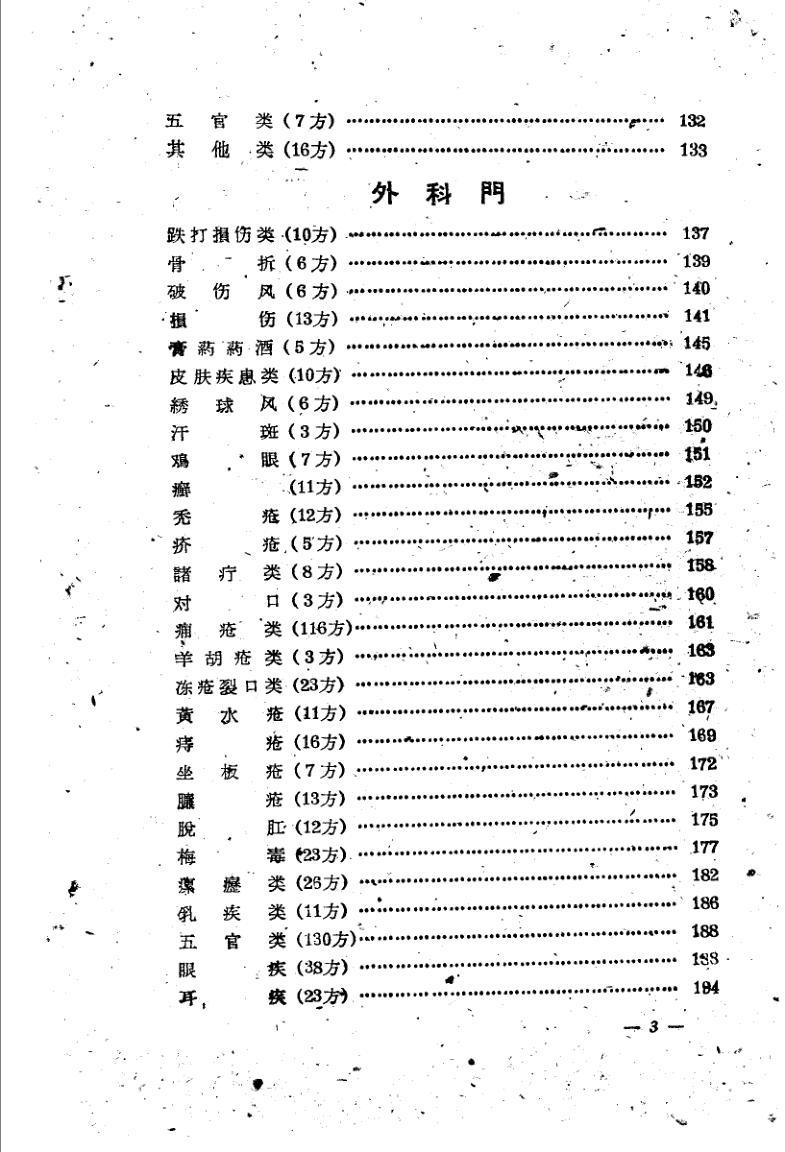 五官类(7方) 132
其他类(16方) 133
外科門
跌打損伤类(10方) 137
骨折(6方) 139
破伤风(6方) 140
損伤(13方) 141
膏葯葯酒(5方) 145
皮肤疾患类(10方) 146
綉球风(6方) 149
汗斑(3方) 150
鸡眼(7方) 151
癬(11方) 152
秃疮(12方) 155
疥疮(5方) 157
諸疔类(8方) 158
对口(3方) 160
疮类(116方) 161
羊胡疮类(3方) 163
冻疮裂口类(23方) 163
黃水疮(11方) 167
痔疮(16方) 169
坐板疮(7方) 172
臁疮(13方) 173
脫肛(12方) 175
梅毒(23方) 177
瘰癧类(26方) 182
乳疾类(11方) 186
五官类(130方) 188
眼疾(38方)
耳疾(23方) 194
— 3 —